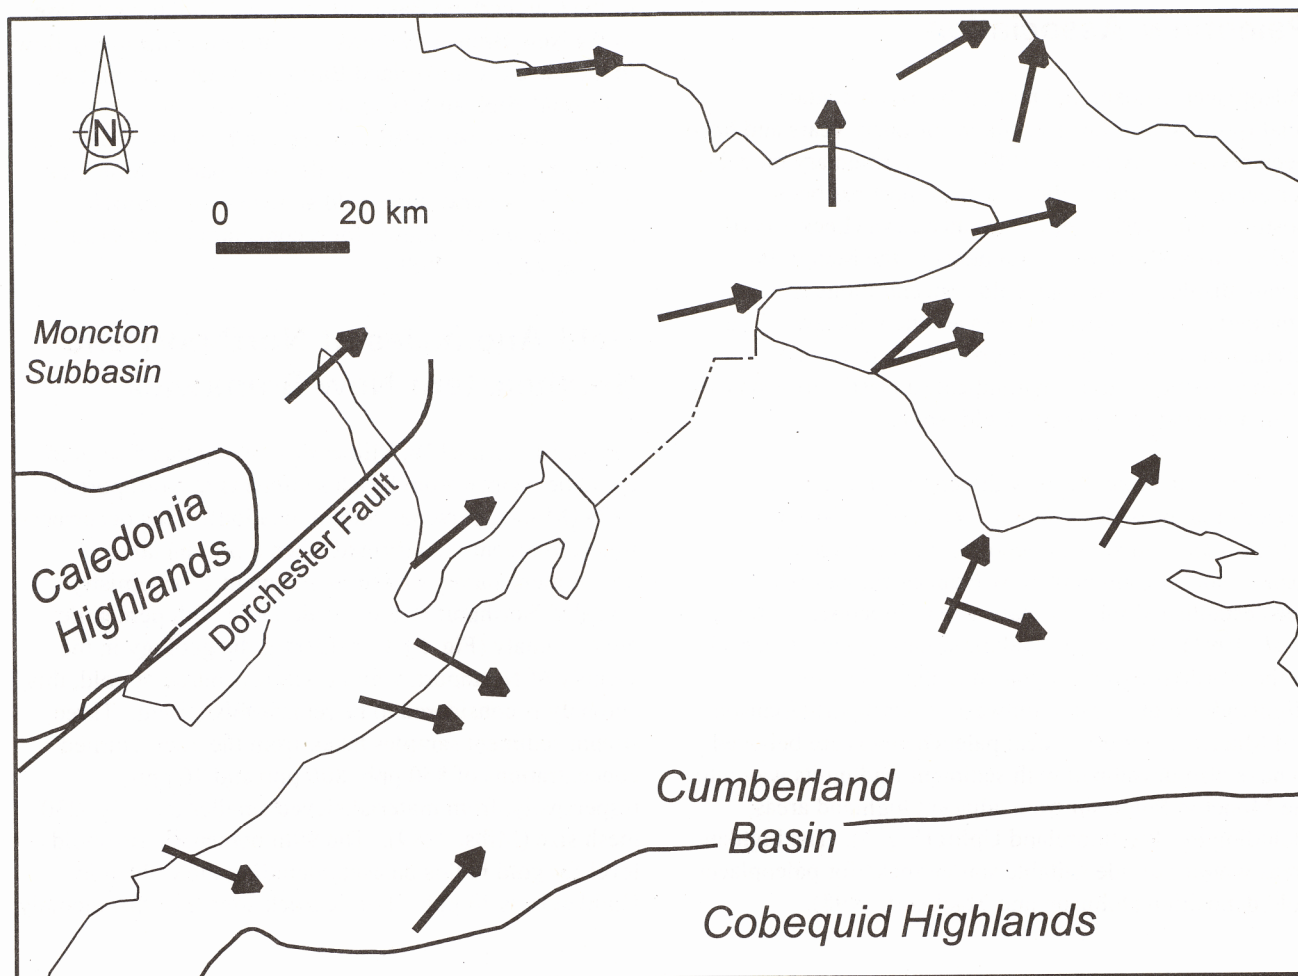 N
0 20 km
Moncton
Subbasin
Caledonia
Highlands
Dorchester Fault
Cumberland
Basin
Cobequid Highlands